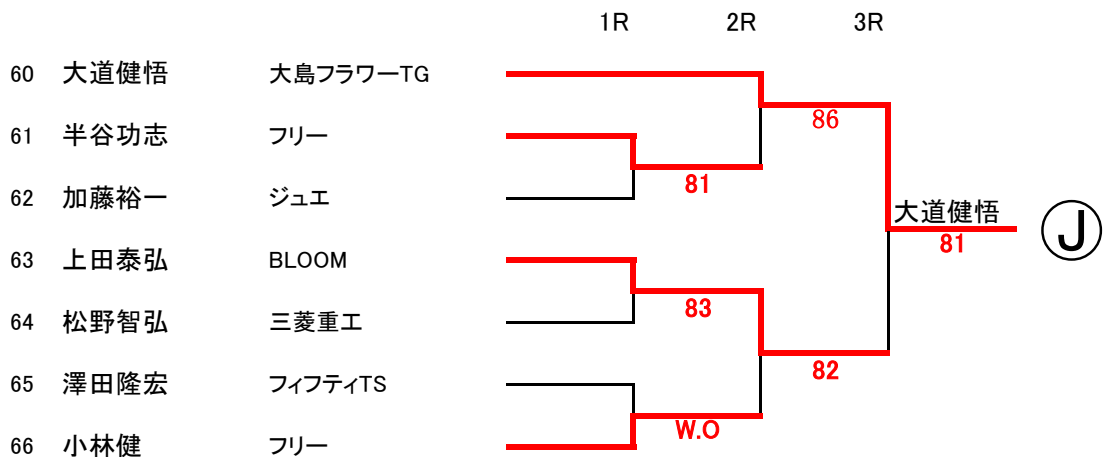 1R 2R 3R
60 大道健悟 大島フラワーTG
86
61 半谷功志 フリー
81
62 加藤裕一 ジュエ
大道健悟
81
J
63 上田泰弘 BLOOM
83
64 松野智弘 三菱重工
82
65 澤田隆宏 フィフティTS
W.O
66 小林健 フリー